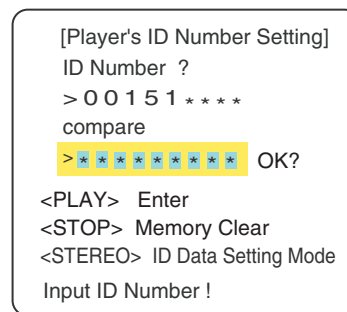 [Player's ID Number Setting]
ID Number ?
>00151****
compare
>********* OK?
<PLAY> Enter
<STOP> Memory Clear
<STEREO> ID Data Setting Mode
Input ID Number !